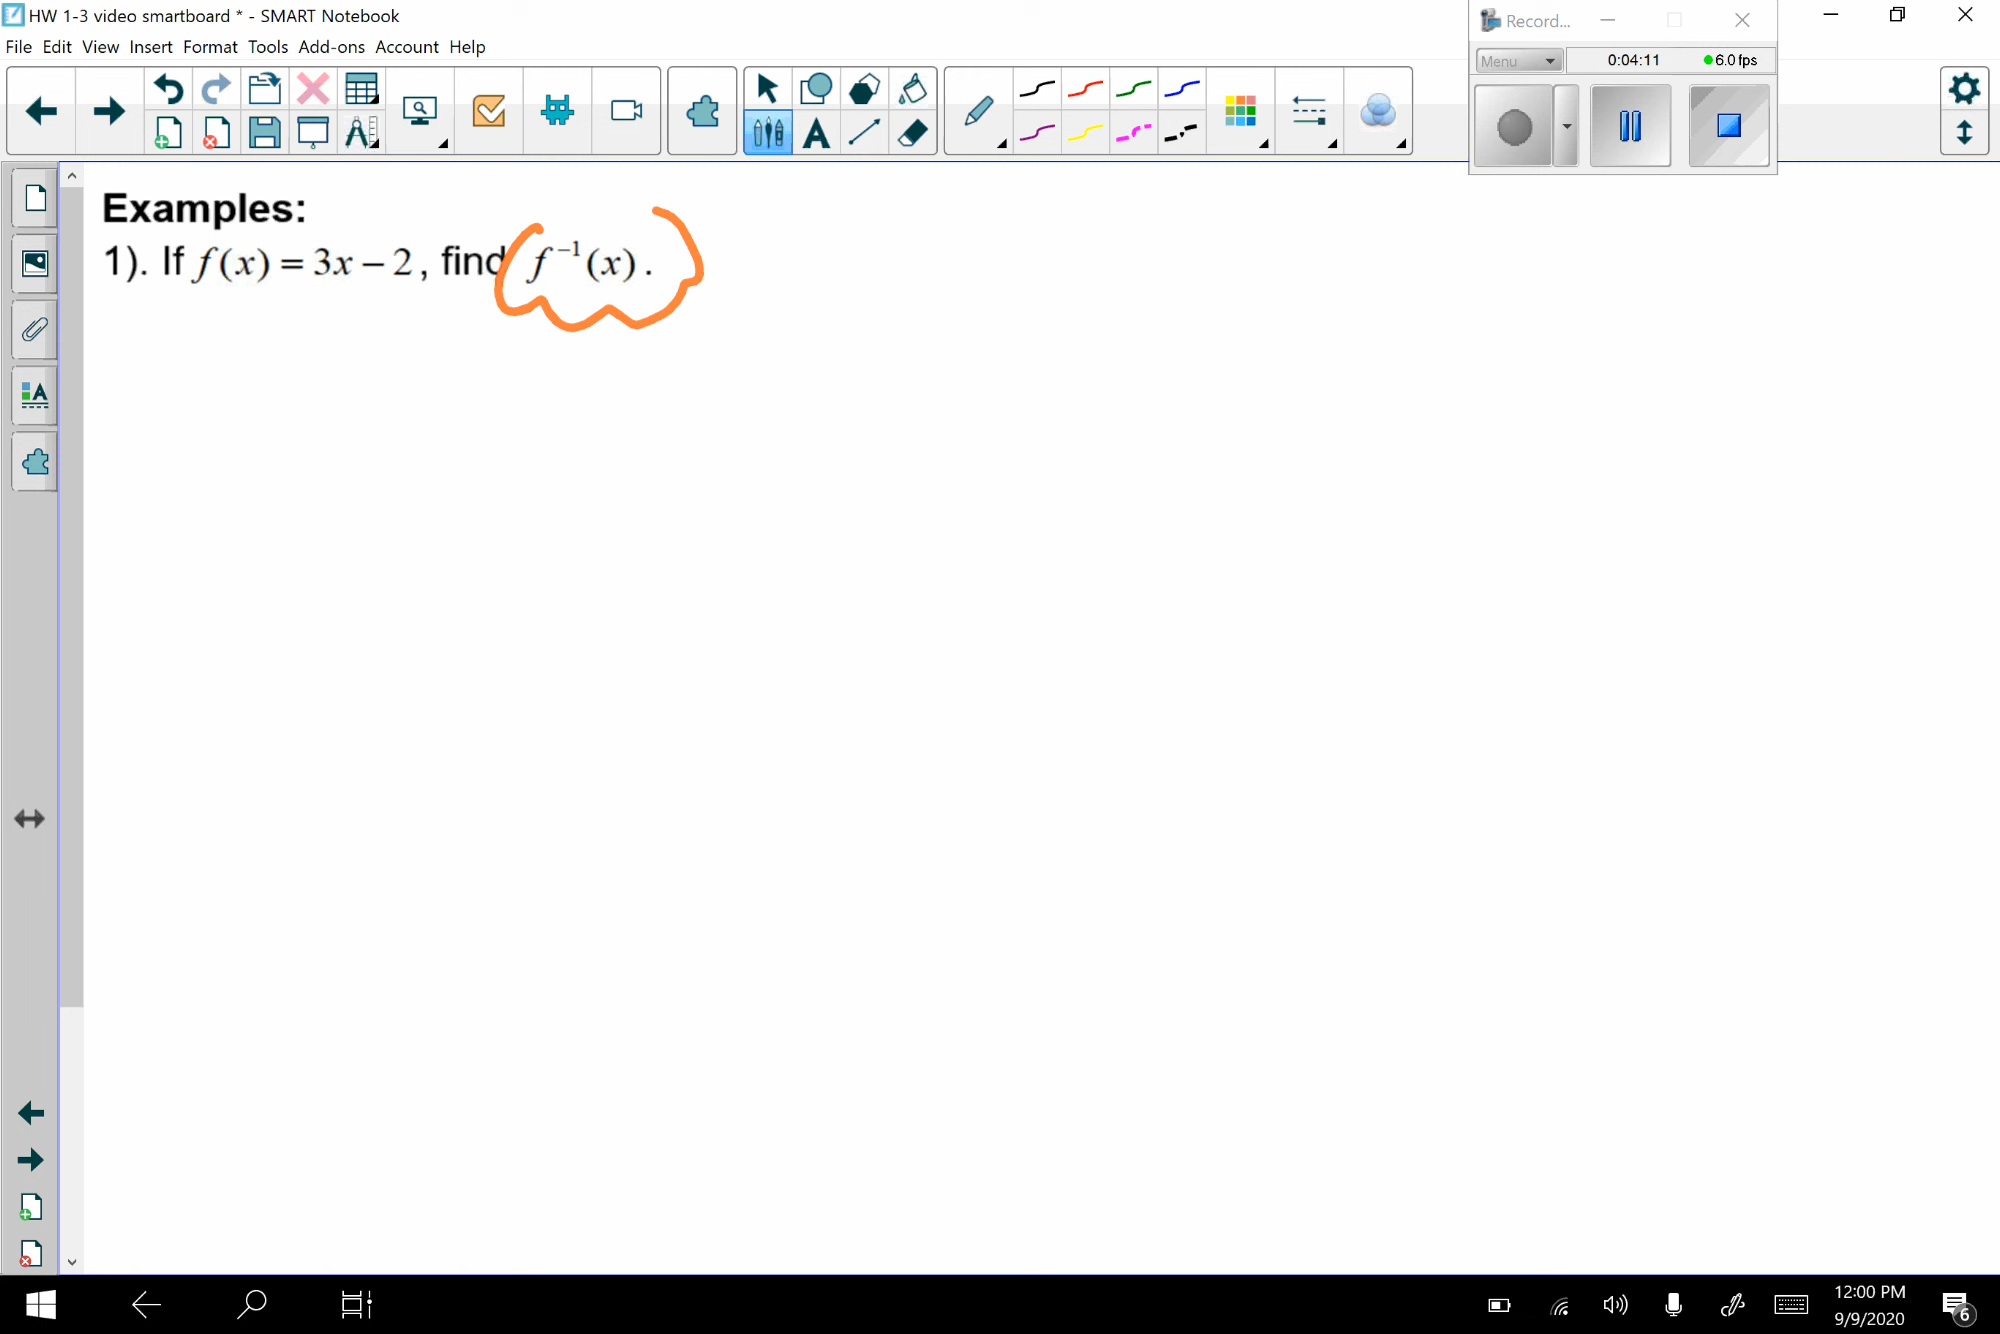 HW 1-3 video smartboard * - SMART Notebook
File Edit View Insert Format Tools Add-ons Account Help
Record...
Menu 0:04:11 6.0 fps
Examples:
1). If f(x) = 3x − 2, find f⁻¹(x).
12:00 PM
9/9/2020
6